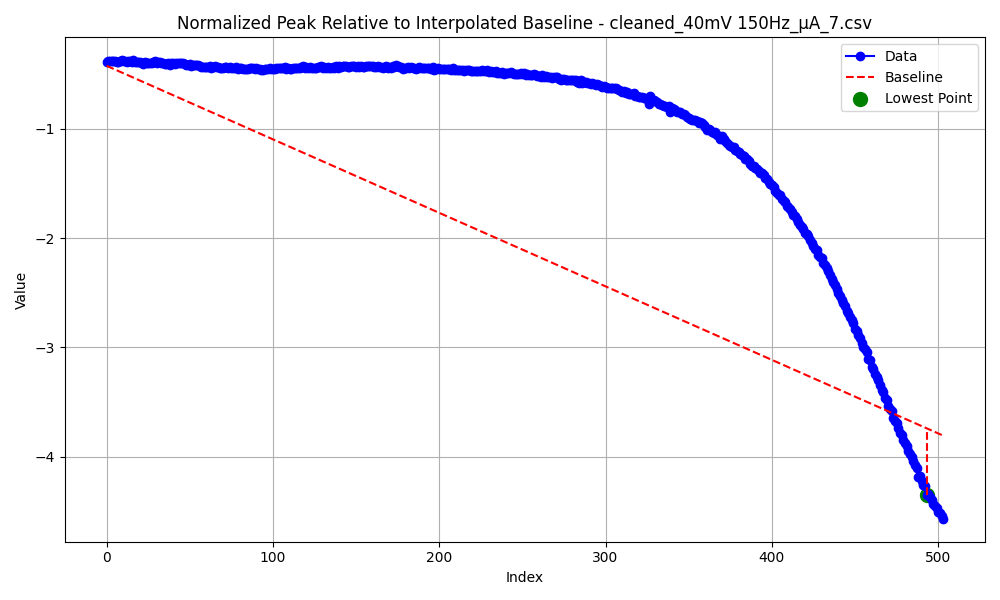 Normalized Peak Relative to Interpolated Baseline - cleaned_40mV 150Hz_μA_7.csv
Data
Baseline
Lowest Point
Value
−1
−2
−3
−4
0 100 200 300 400 500
Index